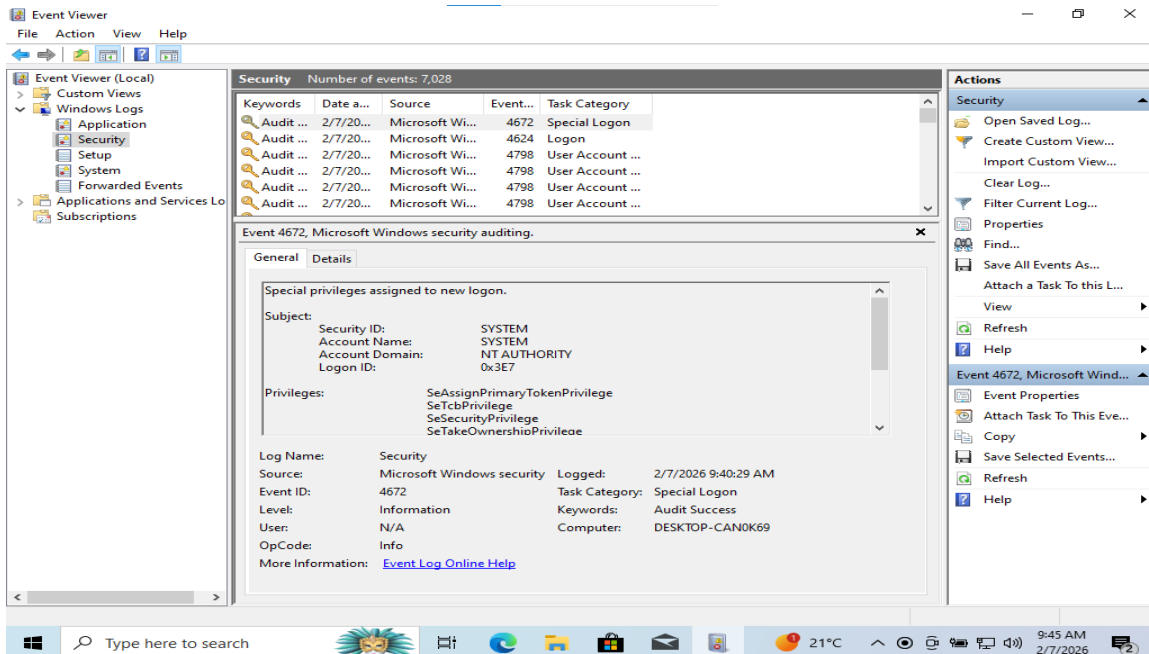 Event Viewer
File Action View Help
Event Viewer (Local)
Custom Views
Windows Logs
Application
Security
Setup
System
Forwarded Events
Applications and Services Lo
Subscriptions
Security Number of events: 7,028
Keywords Date a... Source Event... Task Category
Audit ... 2/7/20... Microsoft Wi... 4672 Special Logon
Audit ... 2/7/20... Microsoft Wi... 4624 Logon
Audit ... 2/7/20... Microsoft Wi... 4798 User Account ...
Audit ... 2/7/20... Microsoft Wi... 4798 User Account ...
Audit ... 2/7/20... Microsoft Wi... 4798 User Account ...
Audit ... 2/7/20... Microsoft Wi... 4798 User Account ...
Event 4672, Microsoft Windows security auditing.
General Details
Special privileges assigned to new logon.
Subject:
Security ID: SYSTEM
Account Name: SYSTEM
Account Domain: NT AUTHORITY
Logon ID: 0x3E7
Privileges: SeAssignPrimaryTokenPrivilege
SeTcbPrivilege
SeSecurityPrivilege
SeTakeOwnershipPrivilege
Log Name: Security
Source: Microsoft Windows security Logged: 2/7/2026 9:40:29 AM
Event ID: 4672 Task Category: Special Logon
Level: Information Keywords: Audit Success
User: N/A Computer: DESKTOP-CAN0K69
OpCode: Info
More Information: Event Log Online Help
Actions
Security
Open Saved Log...
Create Custom View...
Import Custom View...
Clear Log...
Filter Current Log...
Properties
Find...
Save All Events As...
Attach a Task To this L...
View
Refresh
Help
Event 4672, Microsoft Wind...
Event Properties
Attach Task To This Eve...
Copy
Save Selected Events...
Refresh
Help
Type here to search
1
21°C
9:45 AM
2/7/2026
2